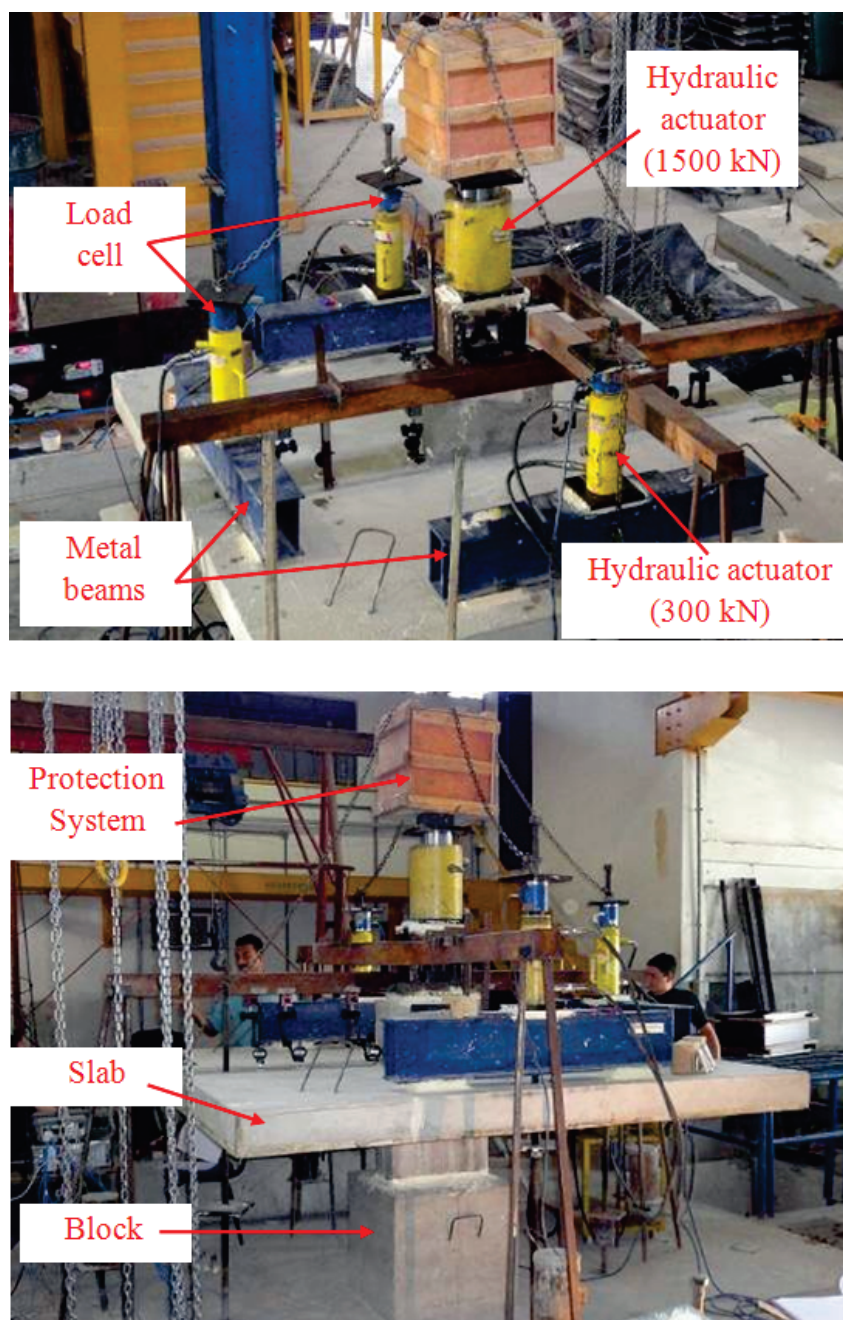 Hydraulic
actuator
(1500 kN)
Load
cell
Metal
beams
Hydraulic actuator
(300 kN)
Protection
System
Slab
Block